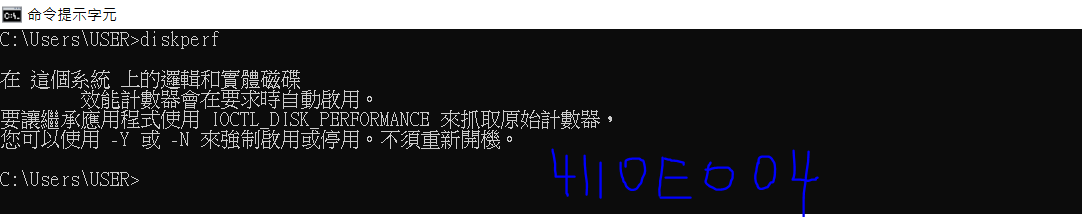 命令提示字元
C:\Users\USER>diskperf
在 這個系統 上的邏輯和實體磁碟
效能計數器會在要求時自動啟用。
要讓繼承應用程式使用 IOCTL_DISK_PERFORMANCE 來抓取原始計數器，
您可以使用 -Y 或 -N 來強制啟用或停用。不須重新開機。
C:\Users\USER>
4110E004